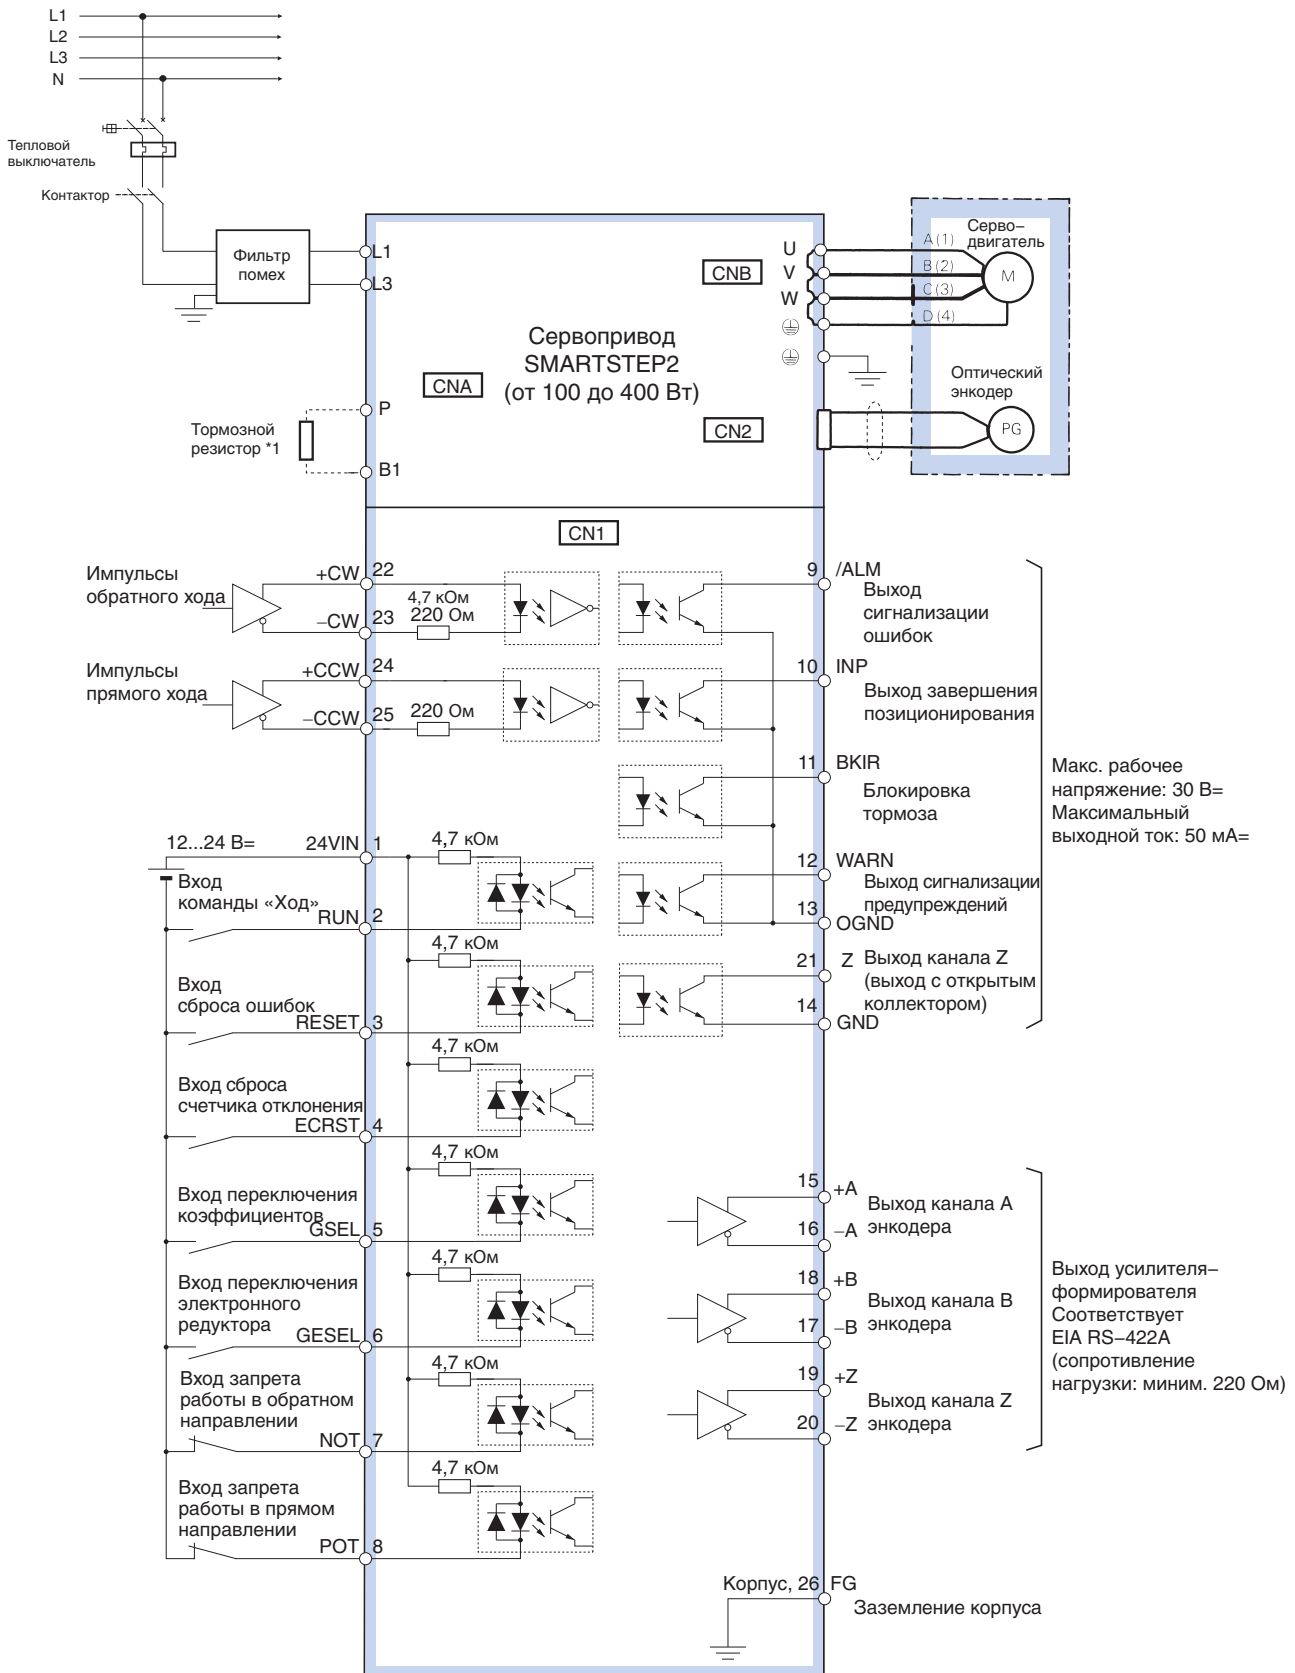 L1
L2
L3
N
Тепловой
выключатель
Контактор
Фильтр
помех
L1
L3
Сервопривод
SMARTSTEP2
(от 100 до 400 Вт)
CNA
CNB
CN2
U
V
W
A (1)
B (2)
C (3)
D (4)
Серво–
двигатель
M
Оптический
энкодер
PG
Тормозной
резистор *1
P
B1
CN1
Импульсы
обратного хода
+CW 22
–CW 23
4,7 кОм
220 Ом
Импульсы
прямого хода
+CCW 24
–CCW 25
220 Ом
12...24 В=
24VIN 1
4,7 кОм
Вход
команды «Ход»
RUN 2
4,7 кОм
Вход
сброса ошибок
RESET 3
4,7 кОм
Вход сброса
счетчика отклонения
ECRST 4
4,7 кОм
Вход переключения
коэффициентов
GSEL 5
4,7 кОм
Вход переключения
электронного
редуктора
GESEL 6
4,7 кОм
Вход запрета
работы в обратном
направлении
NOT 7
4,7 кОм
Вход запрета
работы в прямом
направлении
POT 8
9 /ALM
Выход
сигнализации
ошибок
10 INP
Выход завершения
позиционирования
11 BKIR
Блокировка
тормоза
12 WARN
Выход сигнализации
предупреждений
13 OGND
21 Z Выход канала Z
(выход с открытым
коллектором)
14 GND
Макс. рабочее
напряжение: 30 В=
Максимальный
выходной ток: 50 мА=
15 +A
16 –A
Выход канала A
энкодера
18 +B
17 –B
Выход канала B
энкодера
19 +Z
20 –Z
Выход канала Z
энкодера
Выход усилителя–
формирователя
Соответствует
EIA RS–422A
(сопротивление
нагрузки: миним. 220 Ом)
Корпус, 26 FG
Заземление корпуса